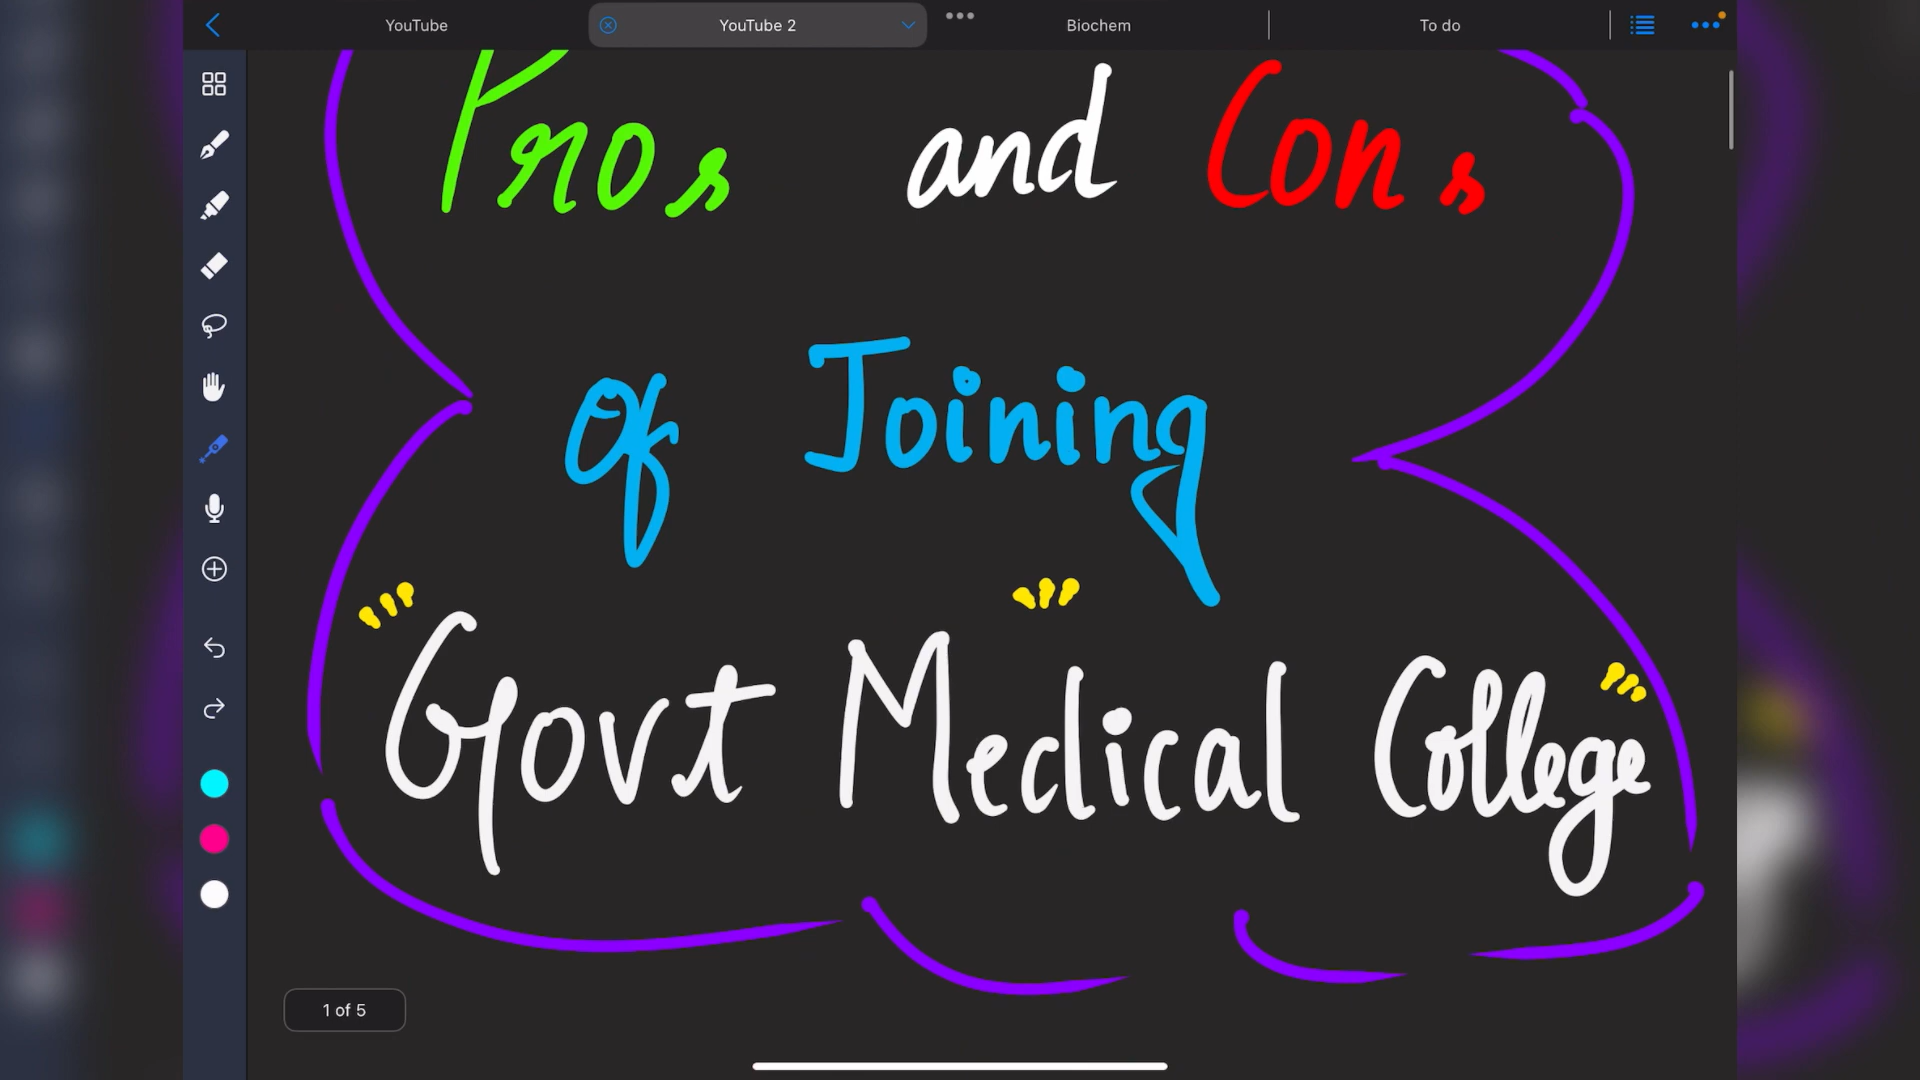 YouTube YouTube 2 Biochem To do
Pros and Cons
Of Joining
Govt Medical College
1 of 5